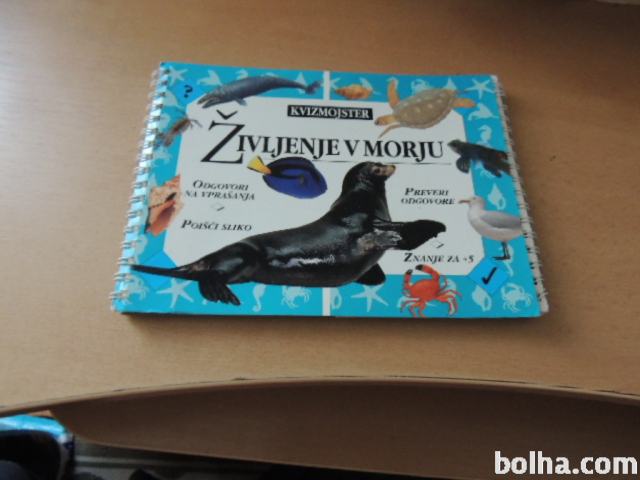 KVIZMOJSTER
ŽIVLJENJE V MORJU
ODGOVORI
NA VPRAŠANJA
POIŠČI SLIKO
PREVERI
ODGOVORE
ZNANJE ZA +5
?
bolha.com